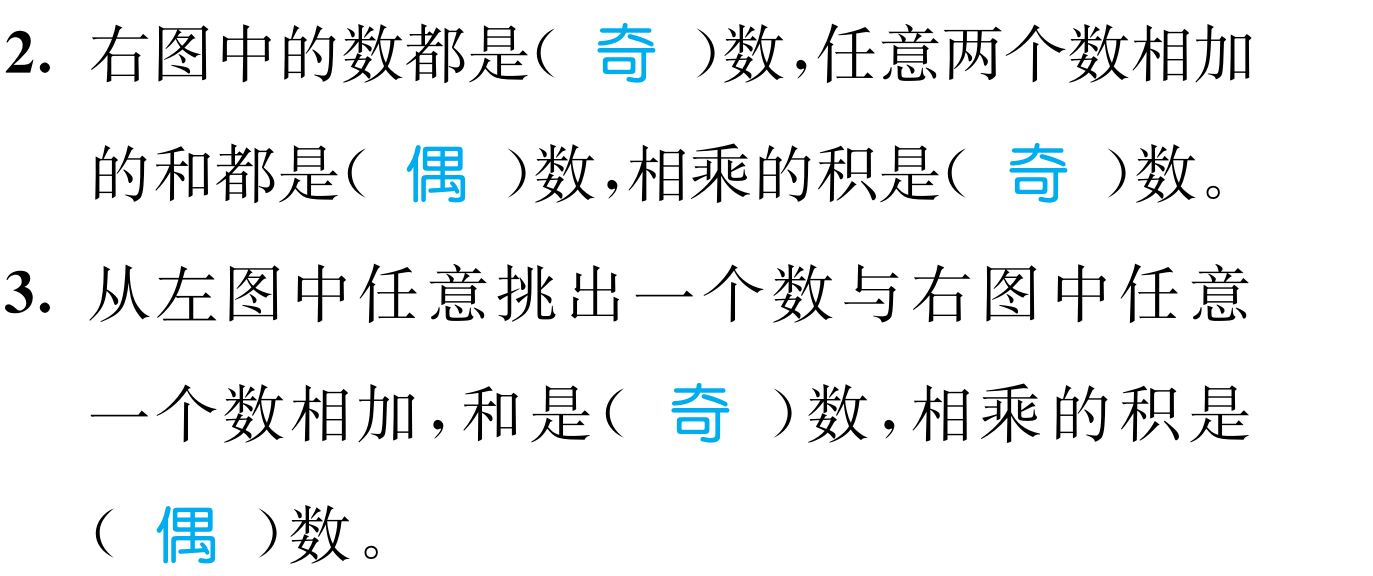 2. 右图中的数都是( 奇 )数,任意两个数相加
的和都是( 偶 )数,相乘的积是( 奇 )数。
3. 从左图中任意挑出一个数与右图中任意
一个数相加,和是( 奇 )数,相乘的积是
( 偶 )数。